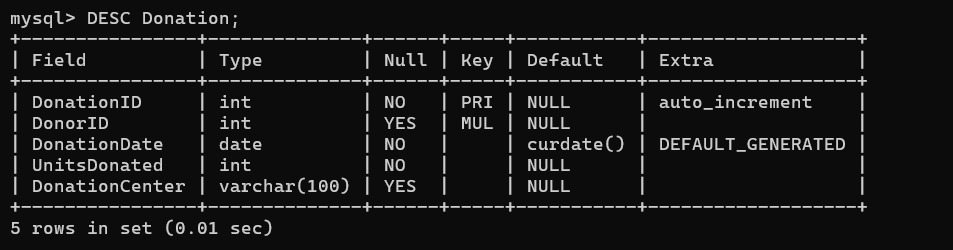 mysql> DESC Donation;
+----------------+--------------+------+-----+-----------+-------------------+
| Field          | Type         | Null | Key | Default   | Extra             |
+----------------+--------------+------+-----+-----------+-------------------+
| DonationID     | int          | NO   | PRI | NULL      | auto_increment    |
| DonorID        | int          | YES  | MUL | NULL      |                   |
| DonationDate   | date         | NO   |     | curdate() | DEFAULT_GENERATED |
| UnitsDonated   | int          | NO   |     | NULL      |                   |
| DonationCenter | varchar(100) | YES  |     | NULL      |                   |
+----------------+--------------+------+-----+-----------+-------------------+
5 rows in set (0.01 sec)